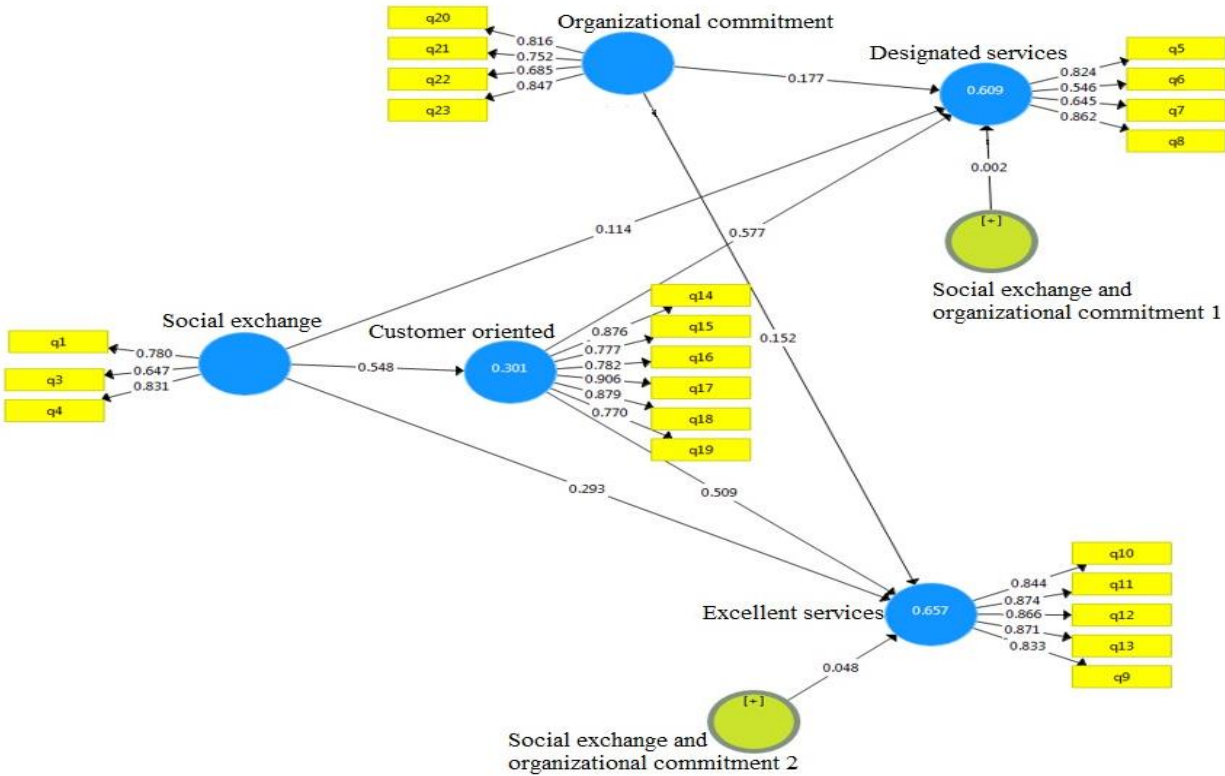 Organizational commitment
q20
q21
q22
q23
0.816
0.752
0.685
0.847
Designated services
0.609
q5
q6
q7
q8
0.824
0.546
0.645
0.862
0.177
0.002
[+]
Social exchange and
organizational commitment 1
0.114
0.577
0.152
Social exchange
q1
q3
q4
0.780
0.647
0.831
0.548
Customer oriented
0.301
q14
q15
q16
q17
q18
q19
0.876
0.777
0.782
0.906
0.879
0.770
0.293
0.509
Excellent services
0.657
q10
q11
q12
q13
q9
0.844
0.874
0.866
0.871
0.833
0.048
[+]
Social exchange and
organizational commitment 2